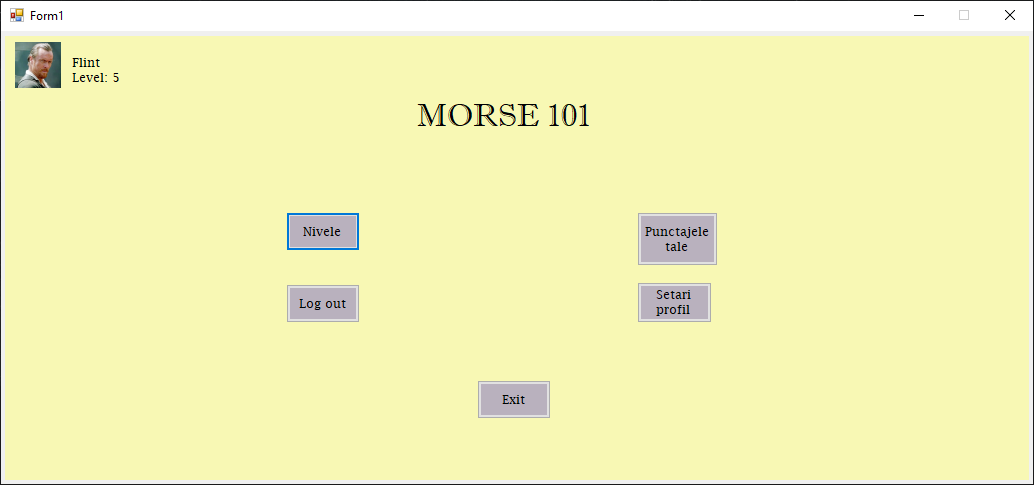 Form1
Flint
Level: 5
MORSE 101
Nivele
Punctajele
tale
Log out
Setari
profil
Exit